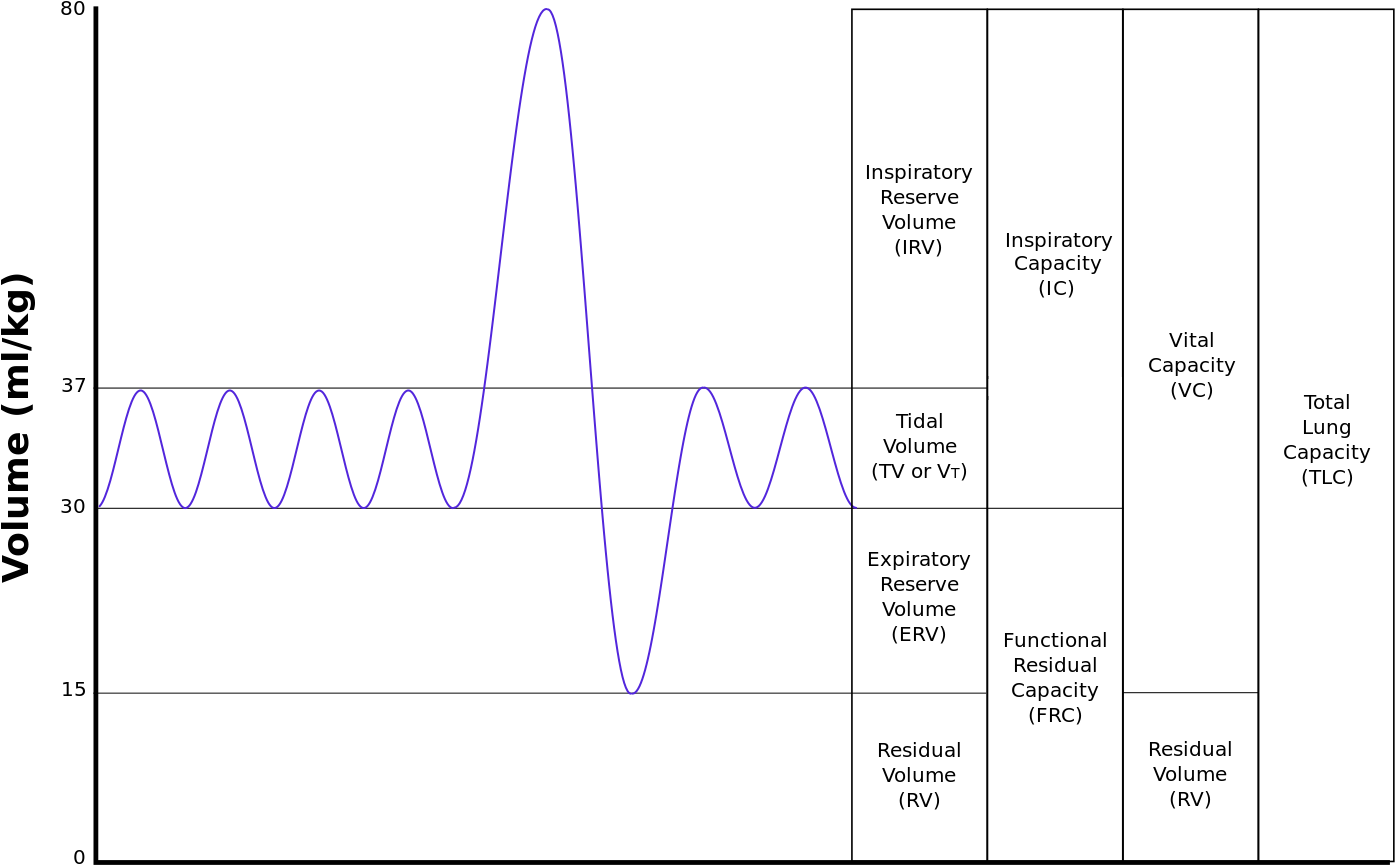 Volume (ml/kg)
80
37
30
15
0
Inspiratory
Reserve
Volume
(IRV)
Tidal
Volume
(TV or VT)
Expiratory
Reserve
Volume
(ERV)
Residual
Volume
(RV)
Inspiratory
Capacity
(IC)
Functional
Residual
Capacity
(FRC)
Vital
Capacity
(VC)
Residual
Volume
(RV)
Total
Lung
Capacity
(TLC)